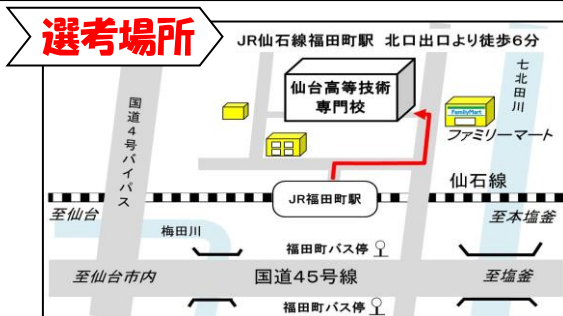 選考場所
JR仙石線福田町駅 北口出口より徒歩6分
仙台高等技術
専門校
七北田川
FamilyMart
ファミリーマート
国道4号バイパス
仙石線
JR福田町駅
至仙台
至本塩釜
梅田川
福田町バス停
至仙台市内
国道45号線
至塩釜
福田町バス停